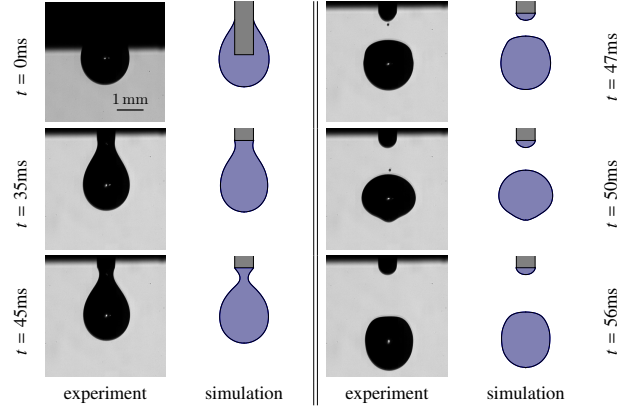 t = 0ms
1 mm
t = 35ms
t = 45ms
experiment
simulation
t = 47ms
t = 50ms
t = 56ms
experiment
simulation